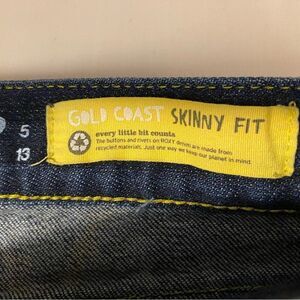 GOLD COAST SKINNY FIT
every little bit counts
The buttons and rivets on ROXY denim are made from
recycled materials. Just one way we keep our planet in mind.
5
13